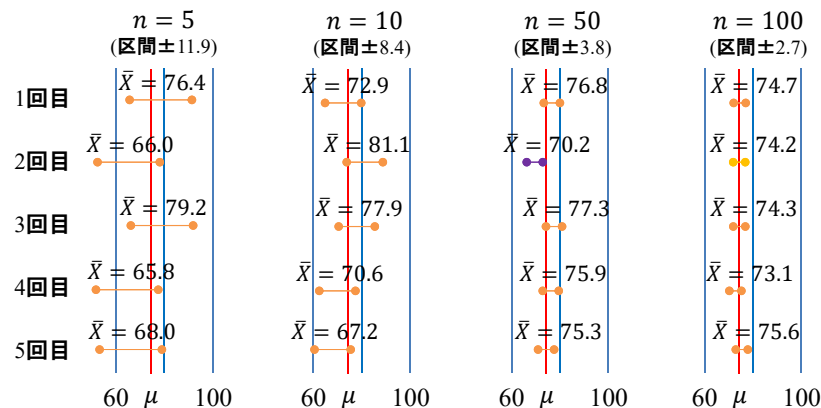 n = 5 n = 10 n = 50 n = 100
(区間±11.9) (区間±8.4) (区間±3.8) (区間±2.7)
1回目 X̄ = 76.4 X̄ = 72.9 X̄ = 76.8 X̄ = 74.7
2回目 X̄ = 66.0 X̄ = 81.1 X̄ = 70.2 X̄ = 74.2
3回目 X̄ = 79.2 X̄ = 77.9 X̄ = 77.3 X̄ = 74.3
4回目 X̄ = 65.8 X̄ = 70.6 X̄ = 75.9 X̄ = 73.1
5回目 X̄ = 68.0 X̄ = 67.2 X̄ = 75.3 X̄ = 75.6
60 μ 100 60 μ 100 60 μ 100 60 μ 100